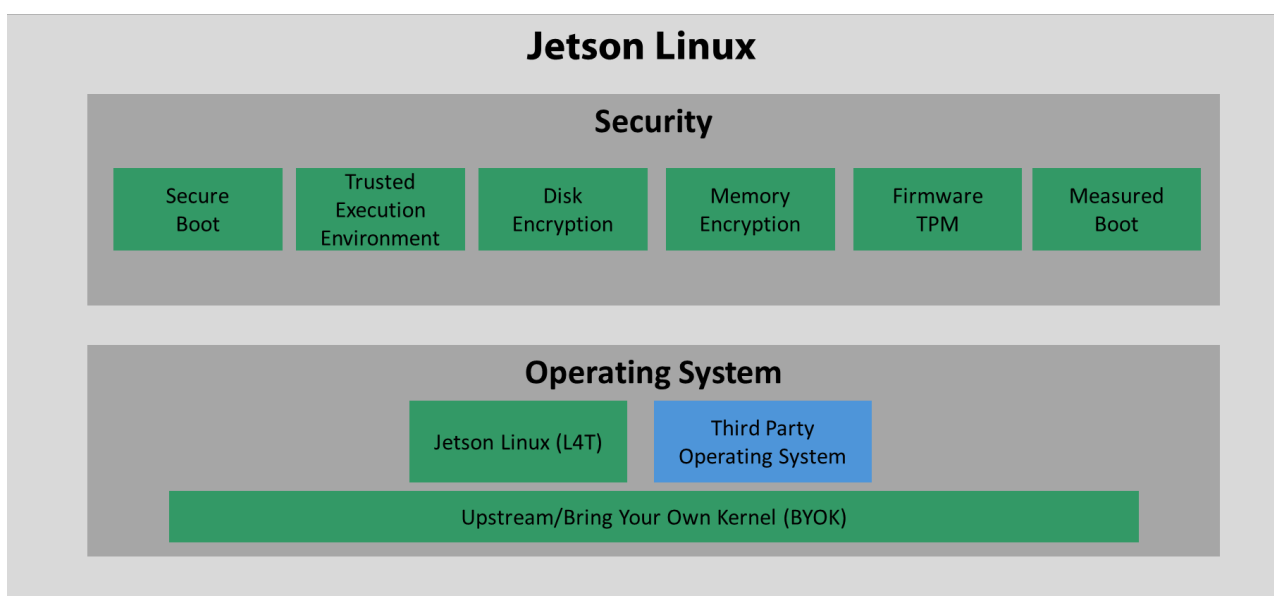 Jetson Linux
Security
Secure
Boot
Trusted
Execution
Environment
Disk
Encryption
Memory
Encryption
Firmware
TPM
Measured
Boot
Operating System
Jetson Linux (L4T)
Third Party
Operating System
Upstream/Bring Your Own Kernel (BYOK)